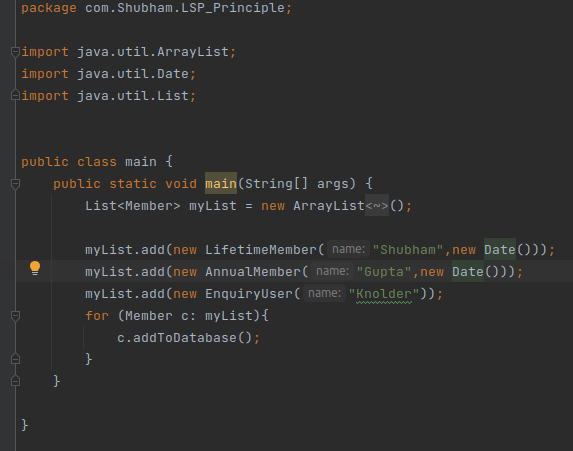 package com.Shubham.LSP_Principle;
import java.util.ArrayList;
import java.util.Date;
import java.util.List;
public class main {
public static void main(String[] args) {
List<Member> myList = new ArrayList<~>();
myList.add(new LifetimeMember( name: "Shubham",new Date()));
myList.add(new AnnualMember( name: "Gupta",new Date()));
myList.add(new EnquiryUser( name: "Knolder"));
for (Member c: myList){
c.addToDatabase();
}
}
}